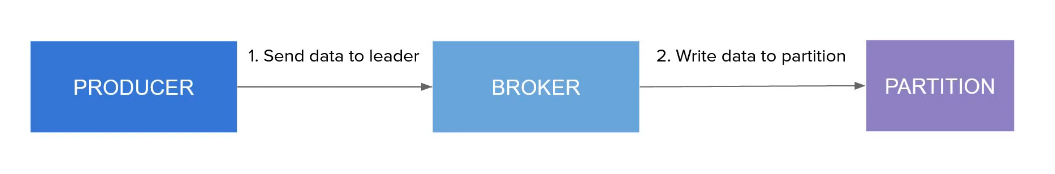 1. Send data to leader
2. Write data to partition
PRODUCER
BROKER
PARTITION